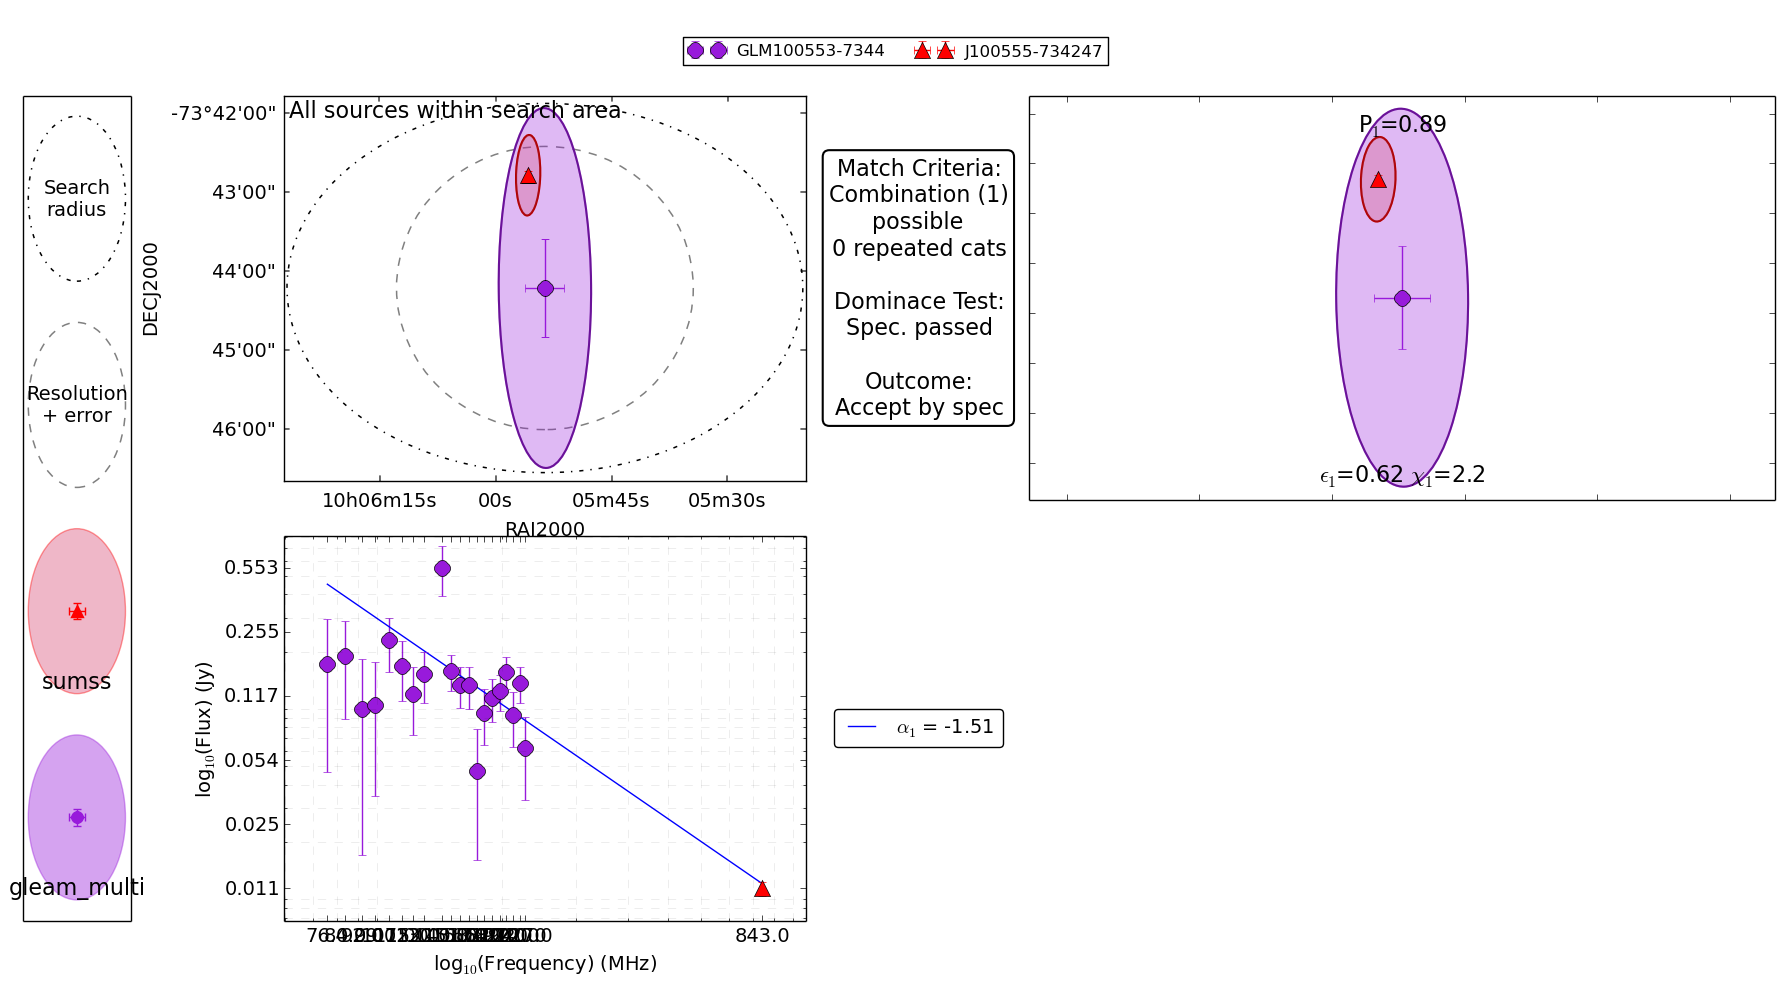 GLM100553-7344 J100555-734247
Search
radius
Resolution
+ error
sumss
gleam_multi
All sources within search area
DECJ2000
-73°42'00"
43'00"
44'00"
45'00"
46'00"
10h06m15s 00s 05m45s 05m30s
RAJ2000
Match Criteria:
Combination (1)
possible
0 repeated cats
Dominace Test:
Spec. passed
Outcome:
Accept by spec
P₁=0.89
ϵ₁=0.62 χ₁=2.2
log₁₀(Flux) (Jy)
0.553
0.255
0.117
0.054
0.025
0.011
843.0
log₁₀(Frequency) (MHz)
α₁ = -1.51